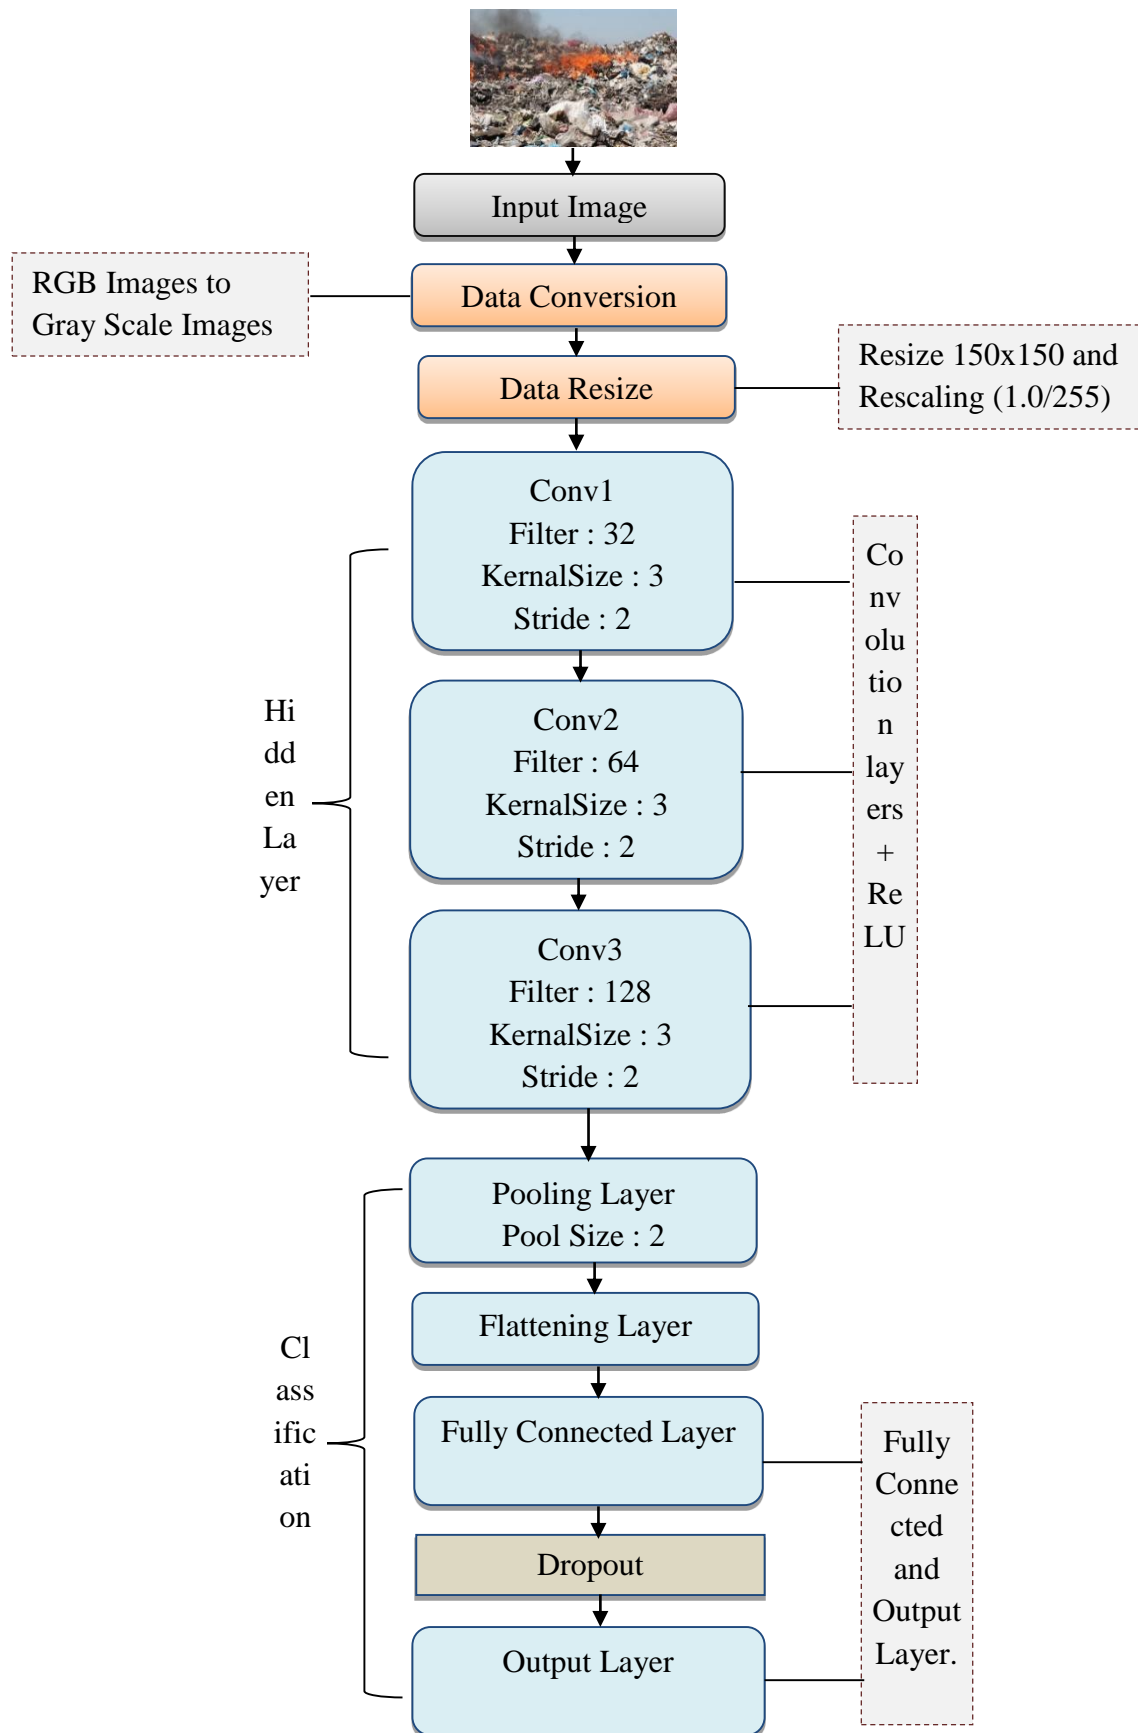 Input Image
RGB Images to
Gray Scale Images
Data Conversion
Data Resize
Resize 150x150 and
Rescaling (1.0/255)
Conv1
Filter : 32
KernalSize : 3
Stride : 2
Conv2
Filter : 64
KernalSize : 3
Stride : 2
Conv3
Filter : 128
KernalSize : 3
Stride : 2
Hi
dd
en
La
yer
Co
nv
olu
tio
n
lay
ers
+
Re
LU
Pooling Layer
Pool Size : 2
Flattening Layer
Fully Connected Layer
Dropout
Output Layer
Cl
ass
ific
ati
on
Fully
Conne
cted
and
Output
Layer.